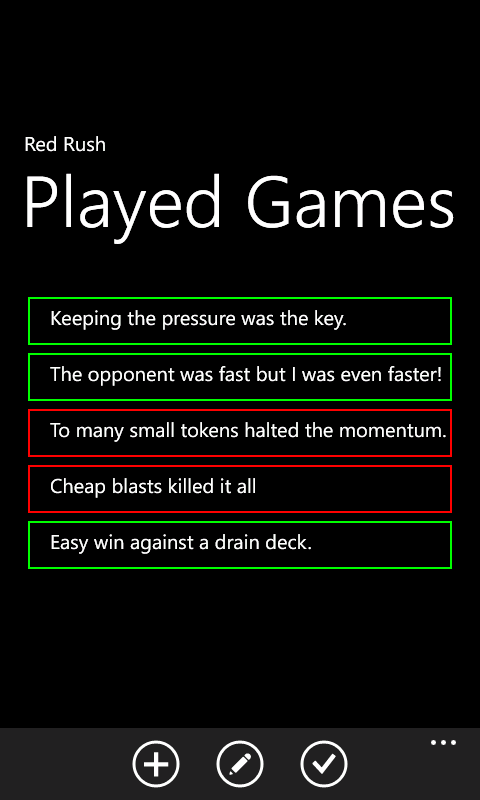 Red Rush
Played Games
Keeping the pressure was the key.
The opponent was fast but I was even faster!
To many small tokens halted the momentum.
Cheap blasts killed it all
Easy win against a drain deck.